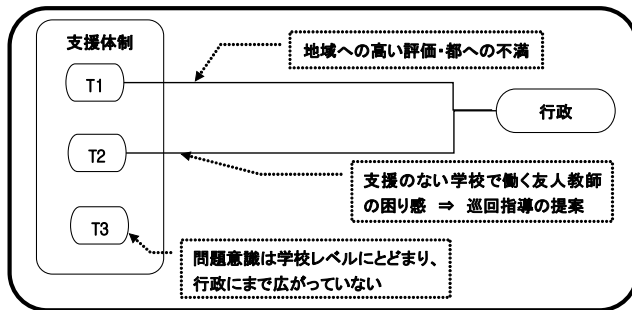 支援体制
地域への高い評価・都への不満
T1
行政
T2
支援のない学校で働く友人教師
の困り感 ⇒ 巡回指導の提案
T3
問題意識は学校レベルにとどまり、
行政にまで広がっていない